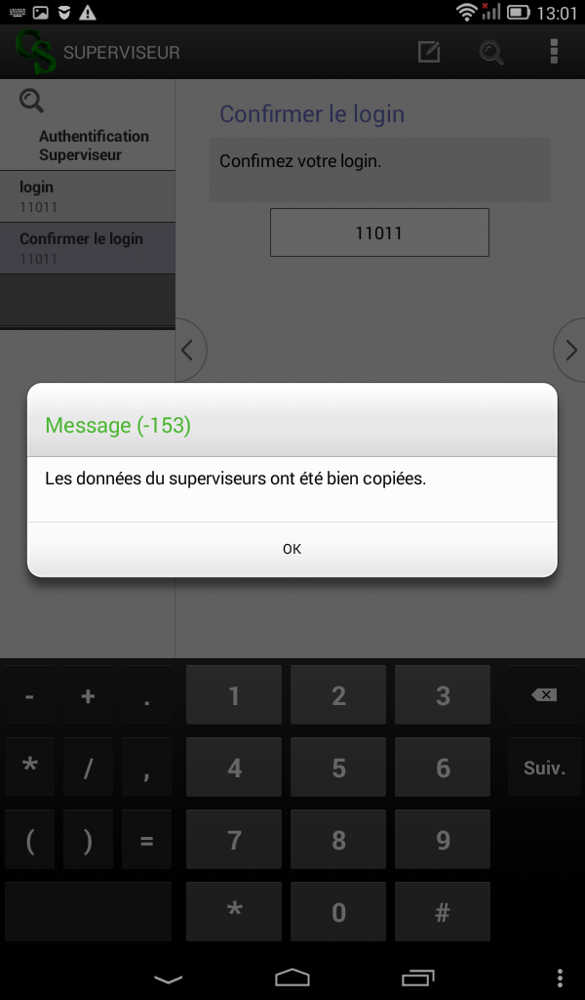 13:01
CS SUPERVISEUR
Authentification
Superviseur
login
11011
Confirmer le login
11011
Confirmer le login
Confimez votre login.
11011
Message (-153)
Les données du superviseurs ont été bien copiées.
OK
- + . 1 2 3
* / , 4 5 6 Suiv.
( ) = 7 8 9
* 0 #